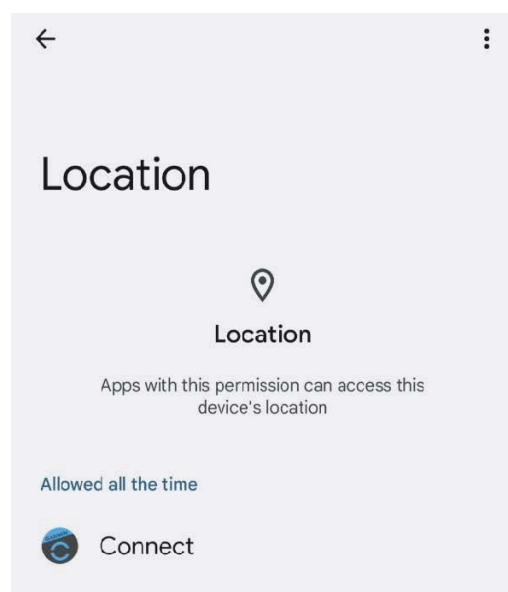 Location
Location
Apps with this permission can access this
device's location
Allowed all the time
Connect